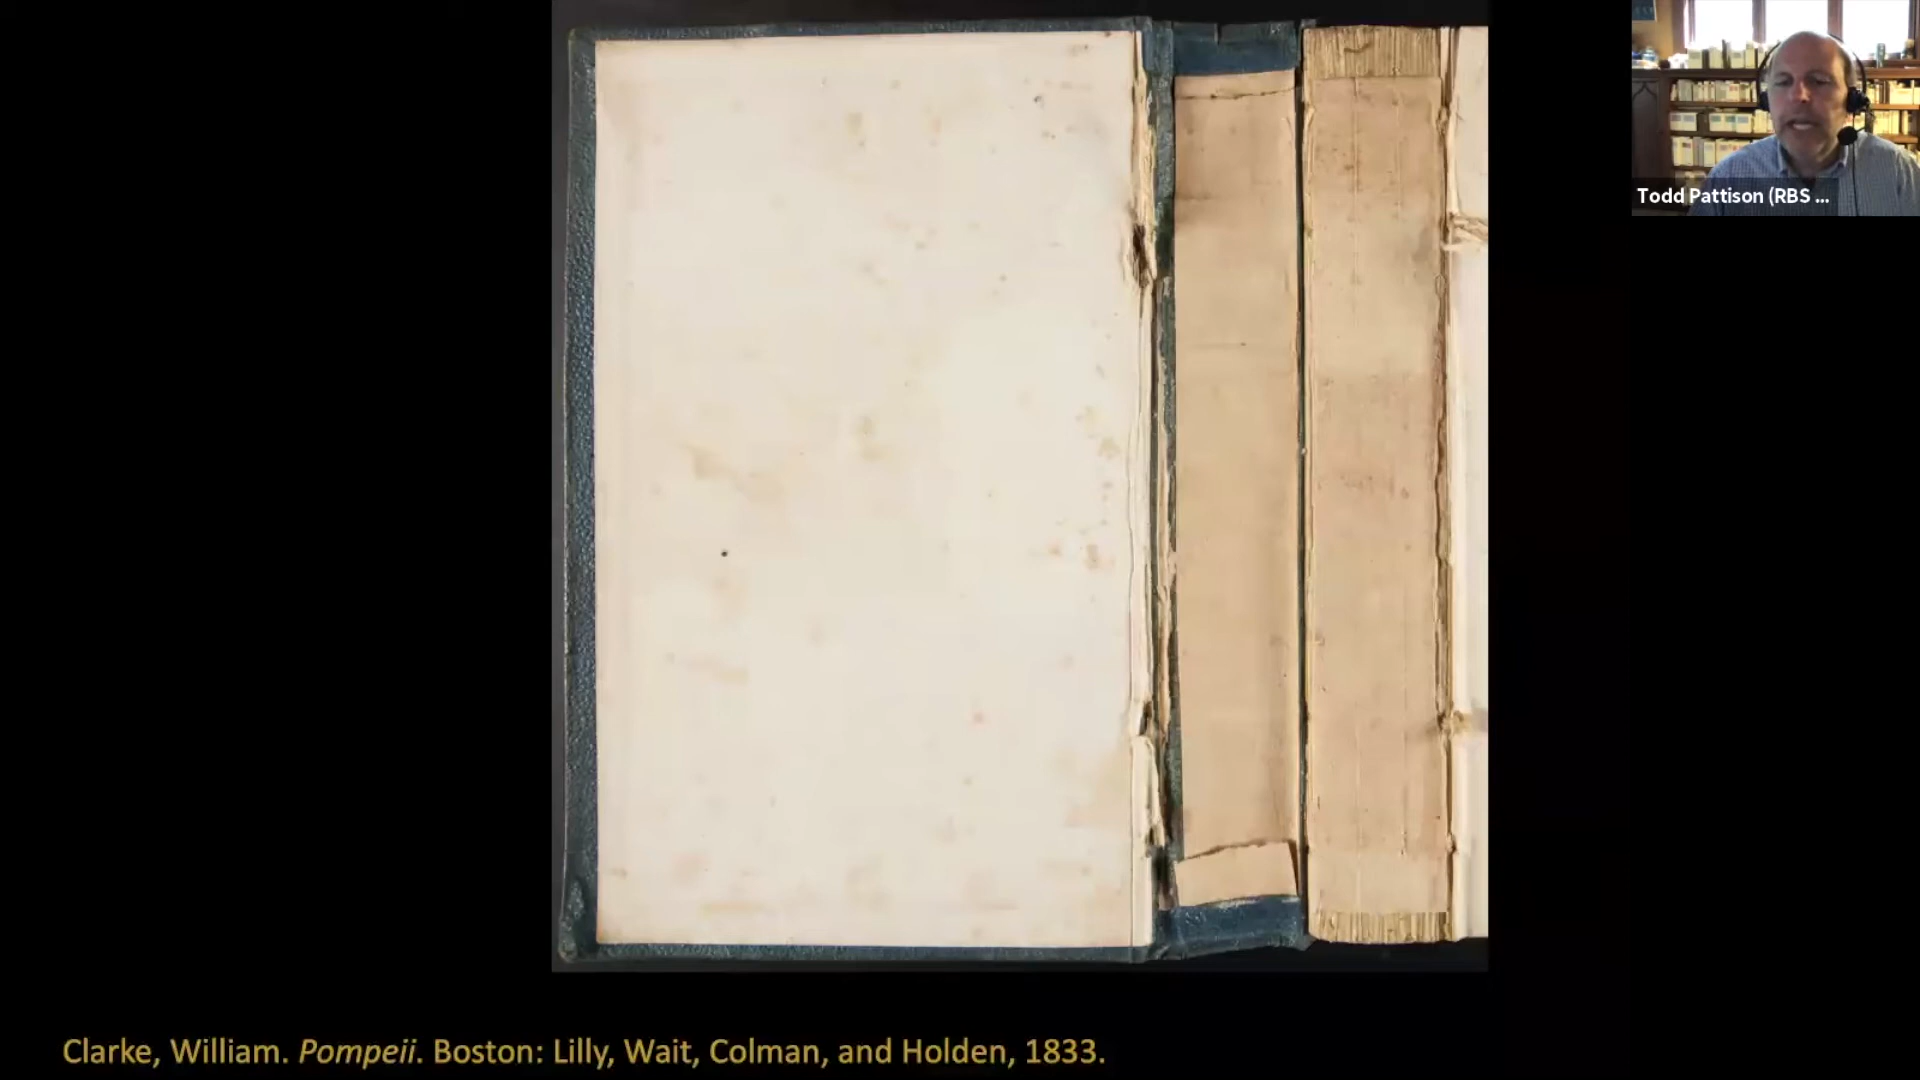 Todd Pattison (RBS ...
Clarke, William. Pompeii. Boston: Lilly, Wait, Colman, and Holden, 1833.